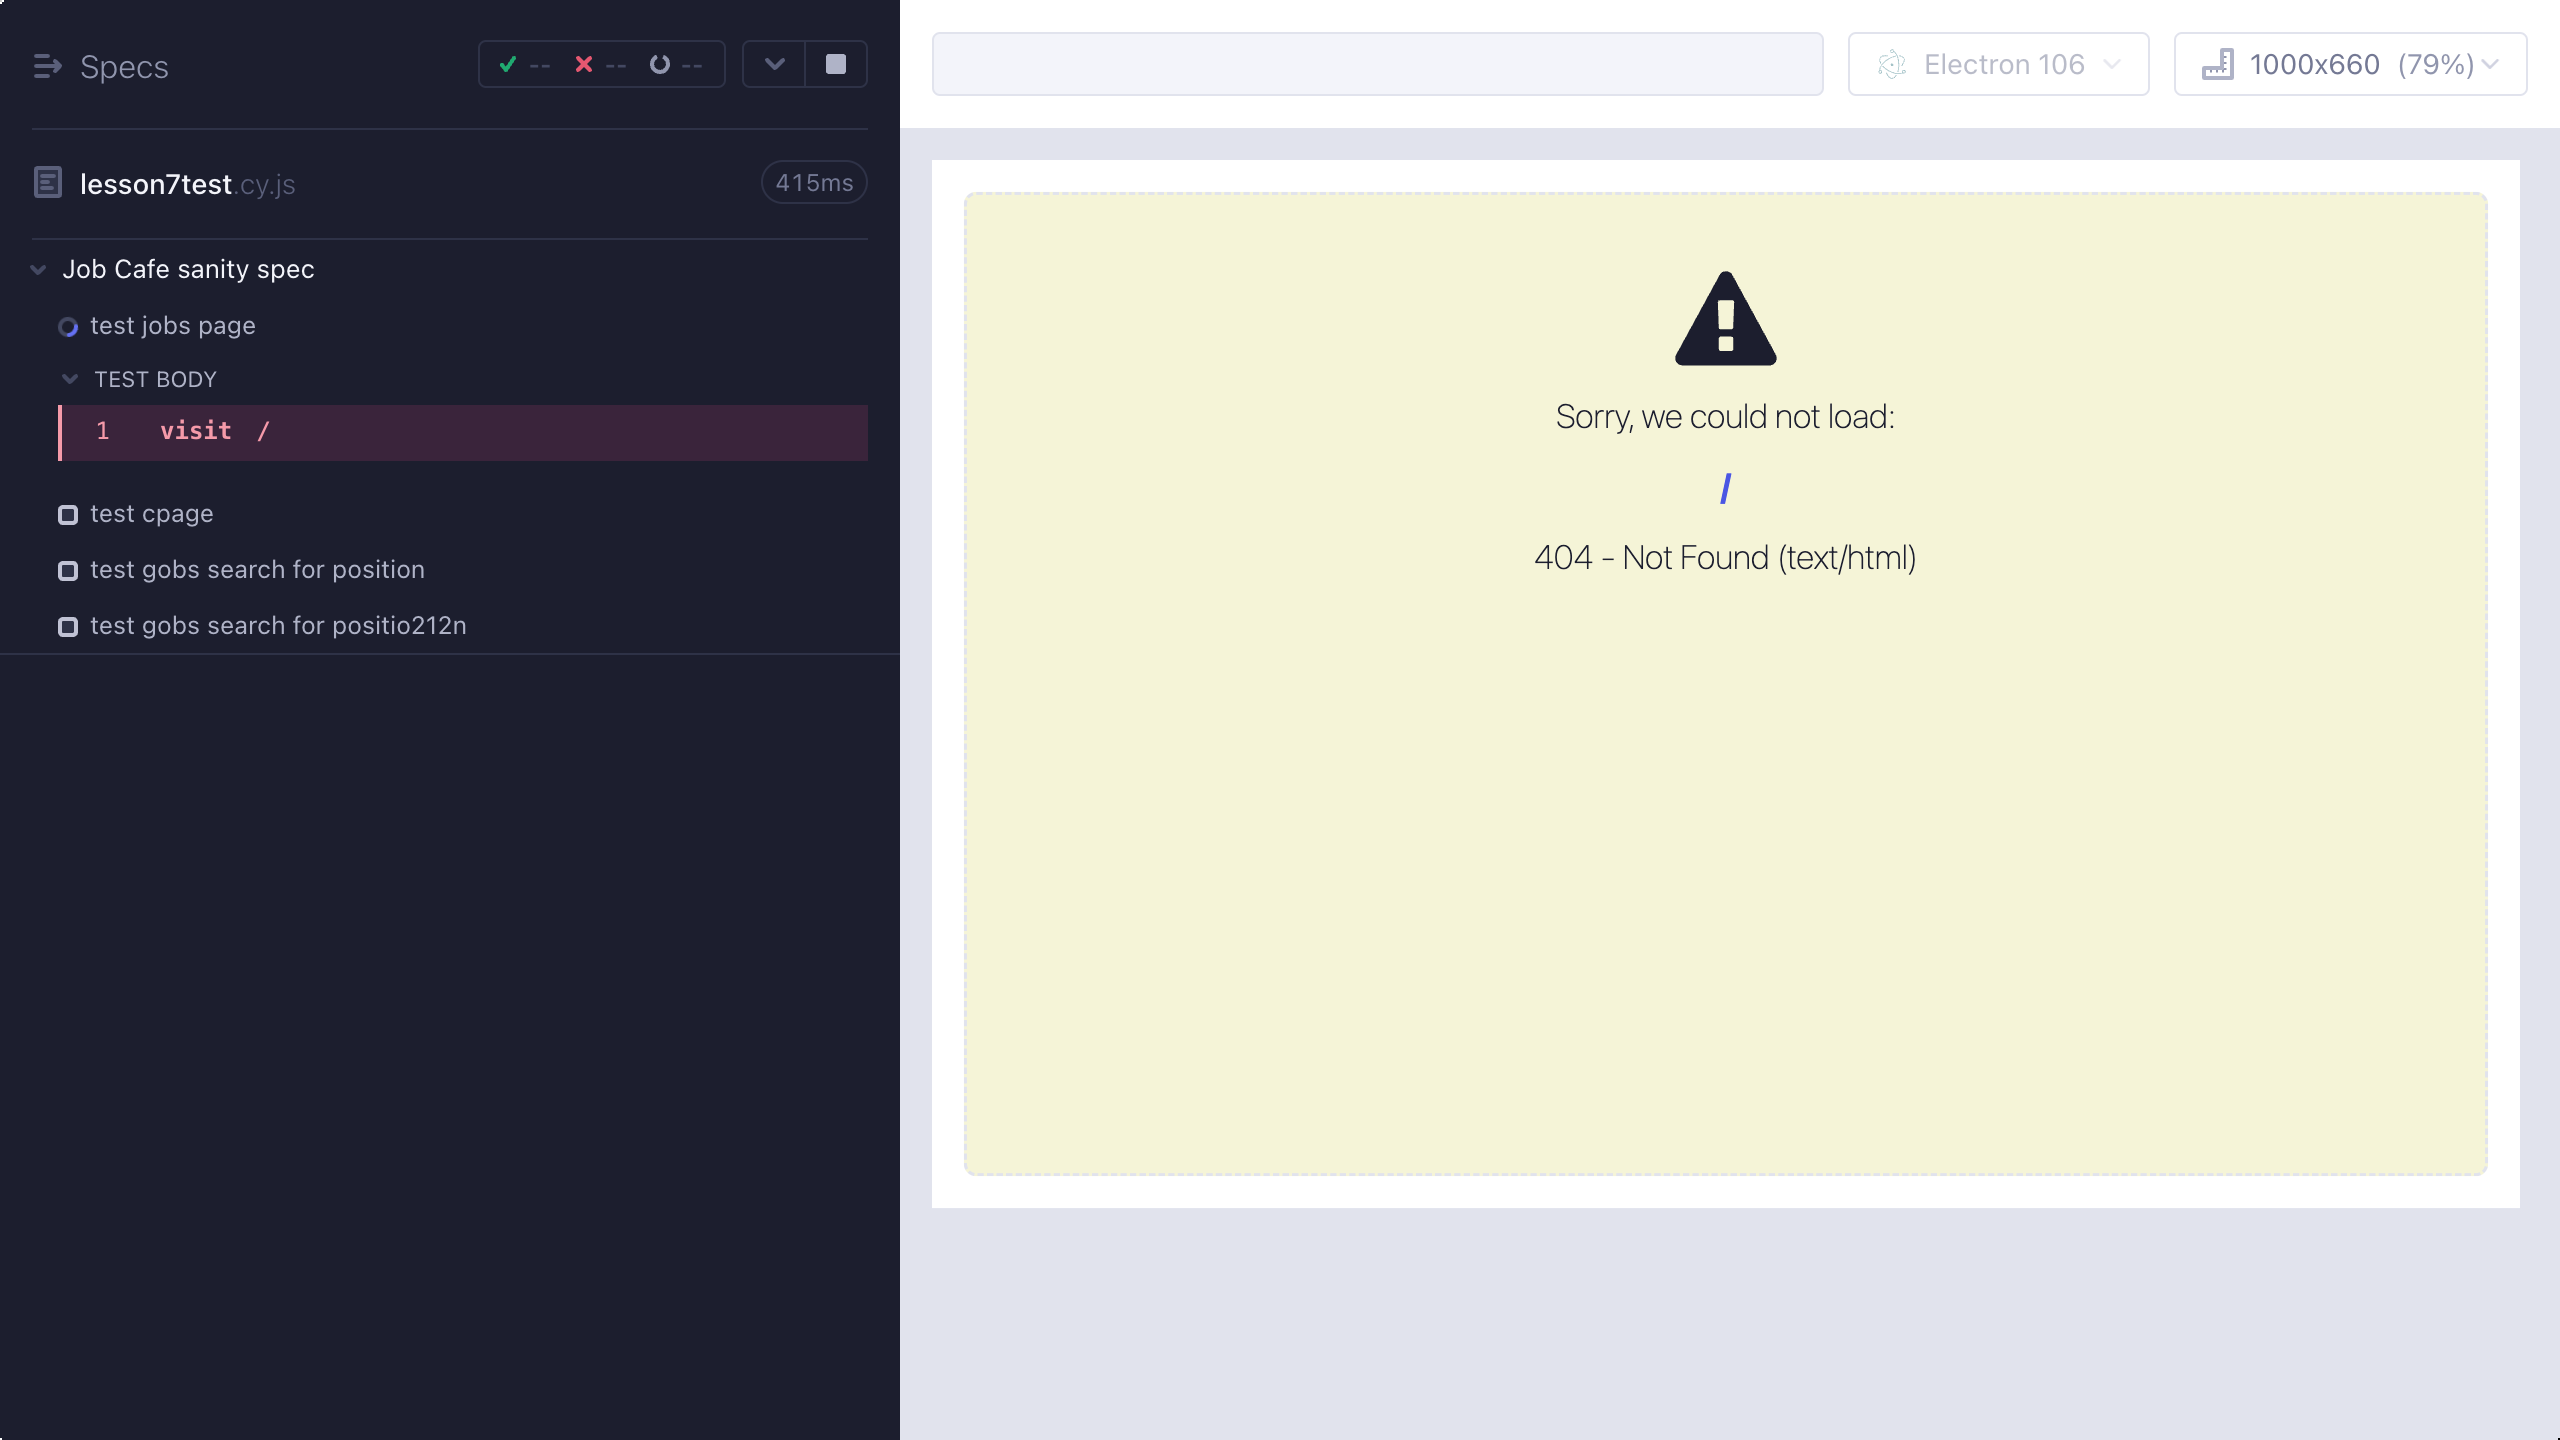 Specs
-- -- --
lesson7test.cy.js
415ms
Job Cafe sanity spec
test jobs page
TEST BODY
1 visit /
test cpage
test gobs search for position
test gobs search for positio212n
Electron 106
1000x660 (79%)
Sorry, we could not load:
/
404 - Not Found (text/html)